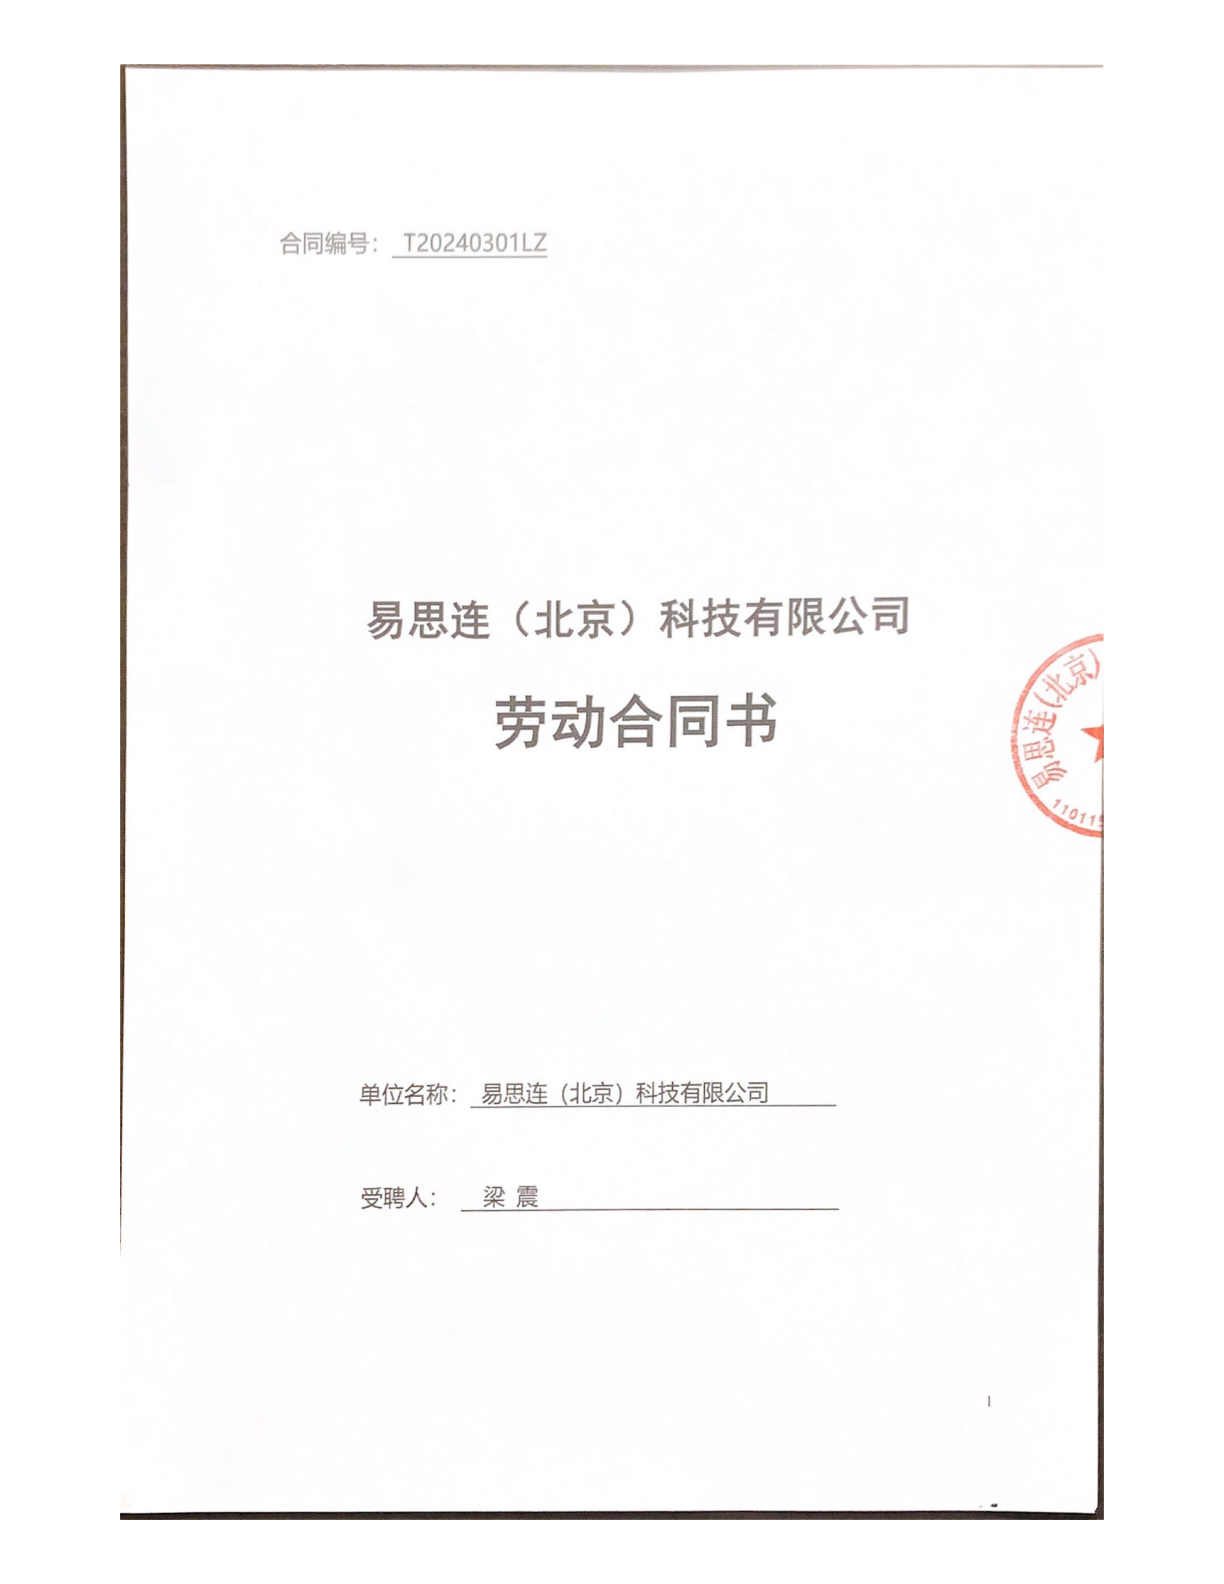 合同编号： T20240301LZ
易思连（北京）科技有限公司
劳动合同书
易思连(北京)
110115
单位名称： 易思连（北京）科技有限公司
受聘人： 梁 震
1